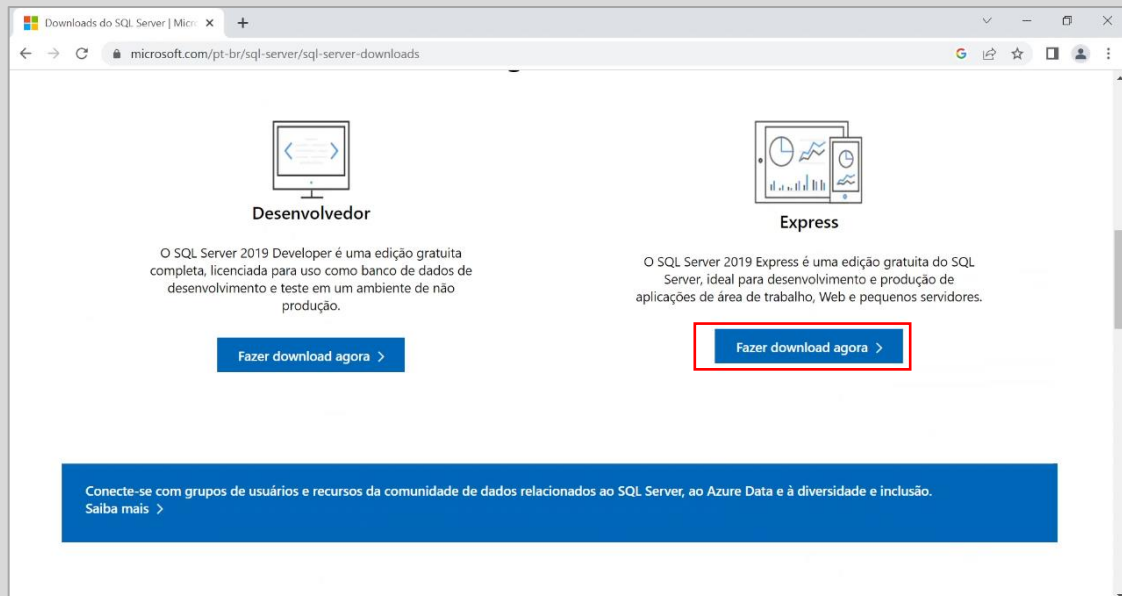 Downloads do SQL Server | Micr
microsoft.com/pt-br/sql-server/sql-server-downloads
Desenvolvedor
O SQL Server 2019 Developer é uma edição gratuita
completa, licenciada para uso como banco de dados de
desenvolvimento e teste em um ambiente de não
produção.
Fazer download agora >
Express
O SQL Server 2019 Express é uma edição gratuita do SQL
Server, ideal para desenvolvimento e produção de
aplicações de área de trabalho, Web e pequenos servidores.
Fazer download agora >
Conecte-se com grupos de usuários e recursos da comunidade de dados relacionados ao SQL Server, ao Azure Data e à diversidade e inclusão.
Saiba mais >